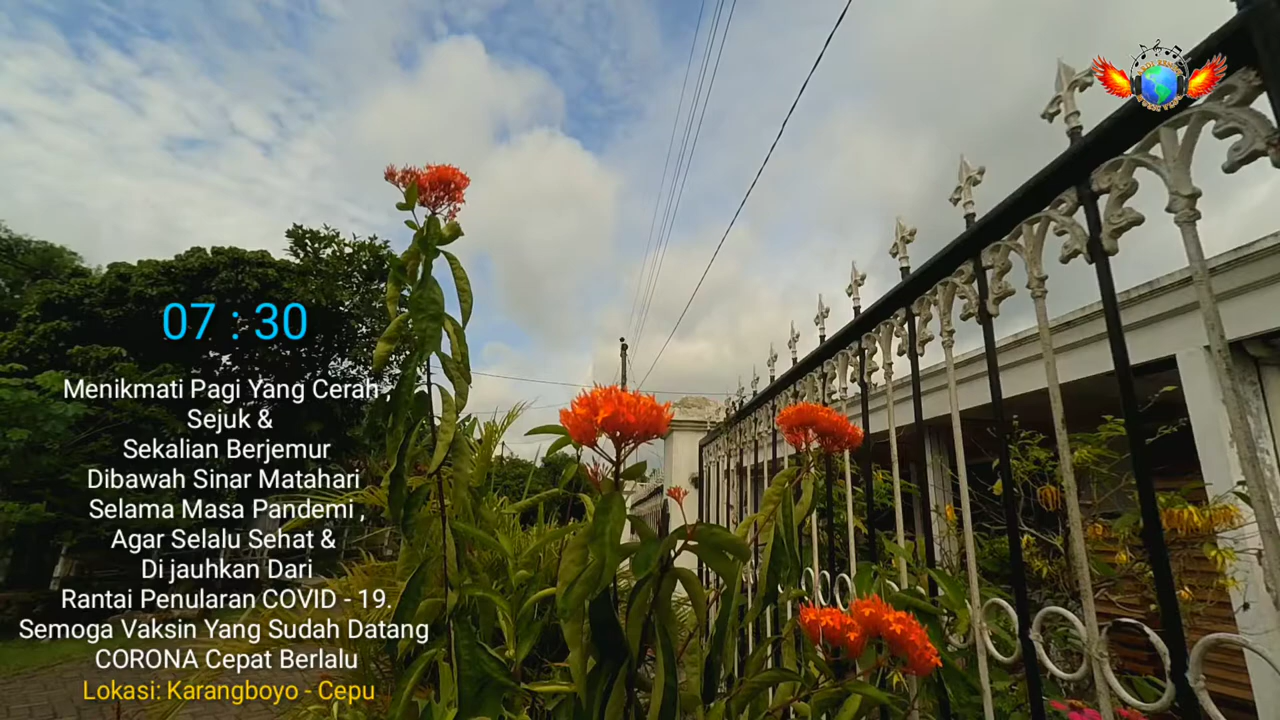 07 : 30
Menikmati Pagi Yang Cerah ,
Sejuk &
Sekalian Berjemur
Dibawah Sinar Matahari
Selama Masa Pandemi ,
Agar Selalu Sehat &
Di jauhkan Dari
Rantai Penularan COVID - 19.
Semoga Vaksin Yang Sudah Datang
CORONA Cepat Berlalu
Lokasi: Karangboyo - Cepu